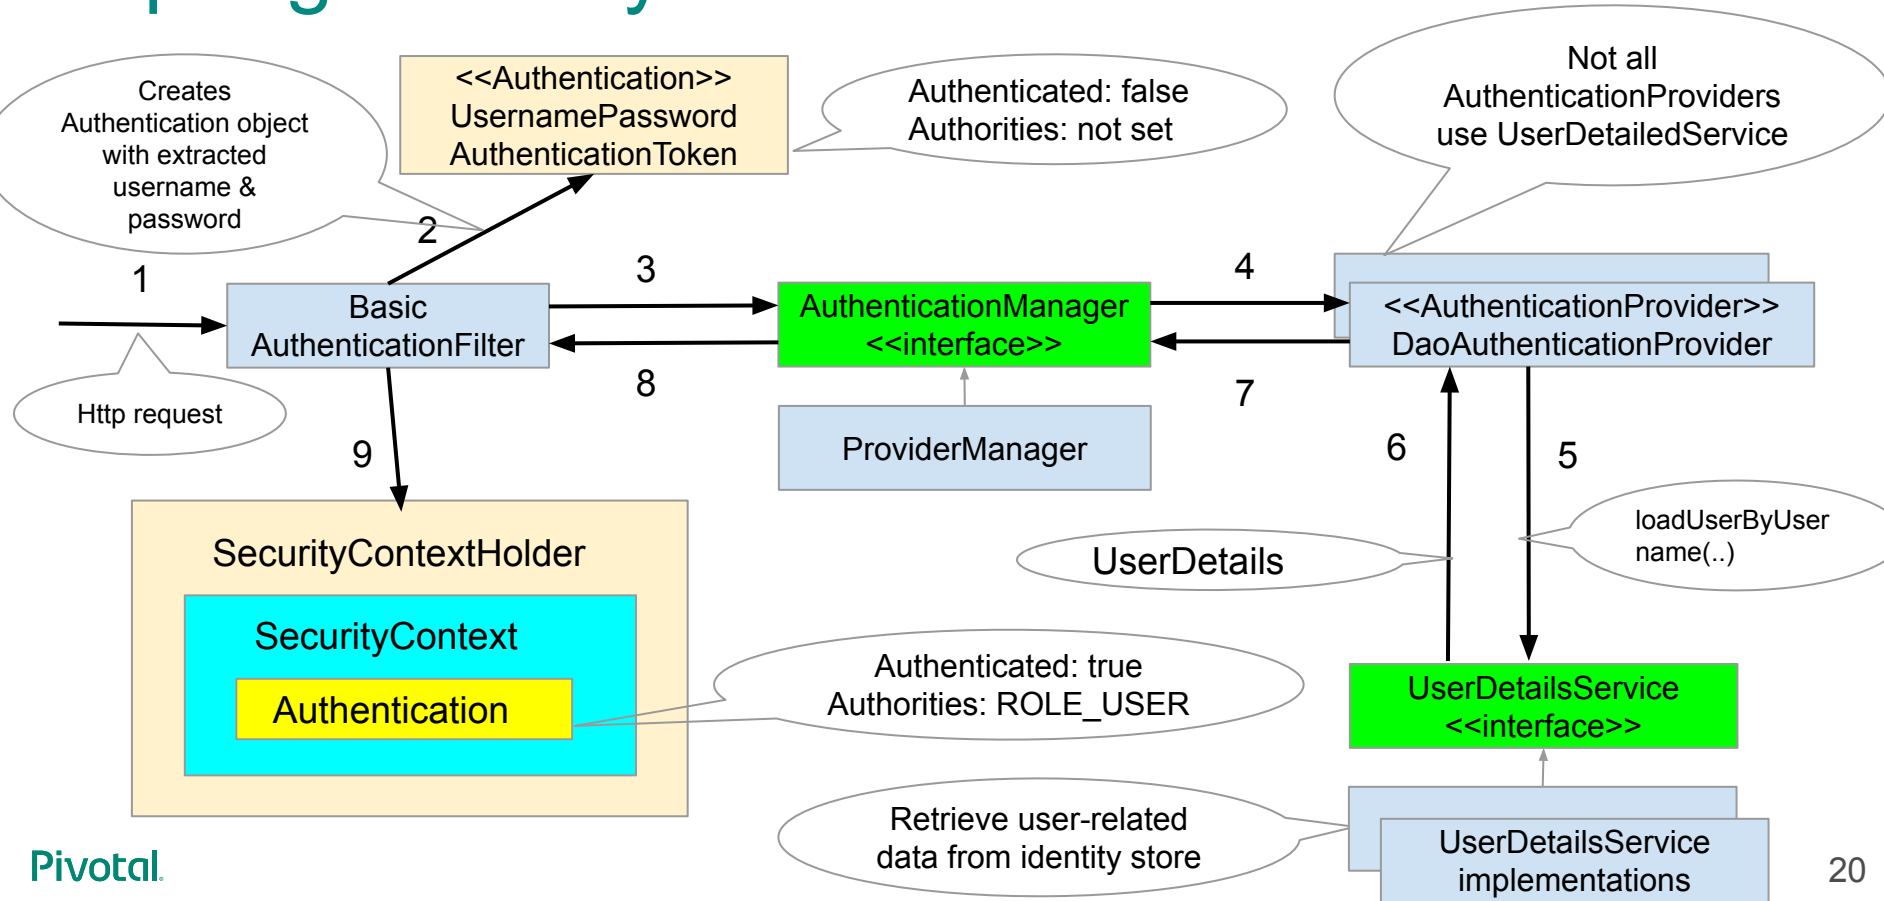 Creates
Authentication object
with extracted
username &
password
<<Authentication>>
UsernamePassword
AuthenticationToken
Authenticated: false
Authorities: not set
Not all
AuthenticationProviders
use UserDetailedService
1
2
3
4
Basic
AuthenticationFilter
AuthenticationManager
<<interface>>
<<AuthenticationProvider>>
DaoAuthenticationProvider
Http request
8
7
9
ProviderManager
6
5
SecurityContextHolder
UserDetails
loadUserByUser
name(..)
SecurityContext
Authentication
Authenticated: true
Authorities: ROLE_USER
UserDetailsService
<<interface>>
Retrieve user-related
data from identity store
UserDetailsService
implementations
Pivotal.
20